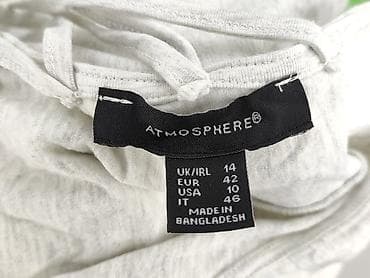 ATMOSPHERE®
UK/IRL 14
EUR 42
USA 10
IT 46
MADE IN
BANGLADESH